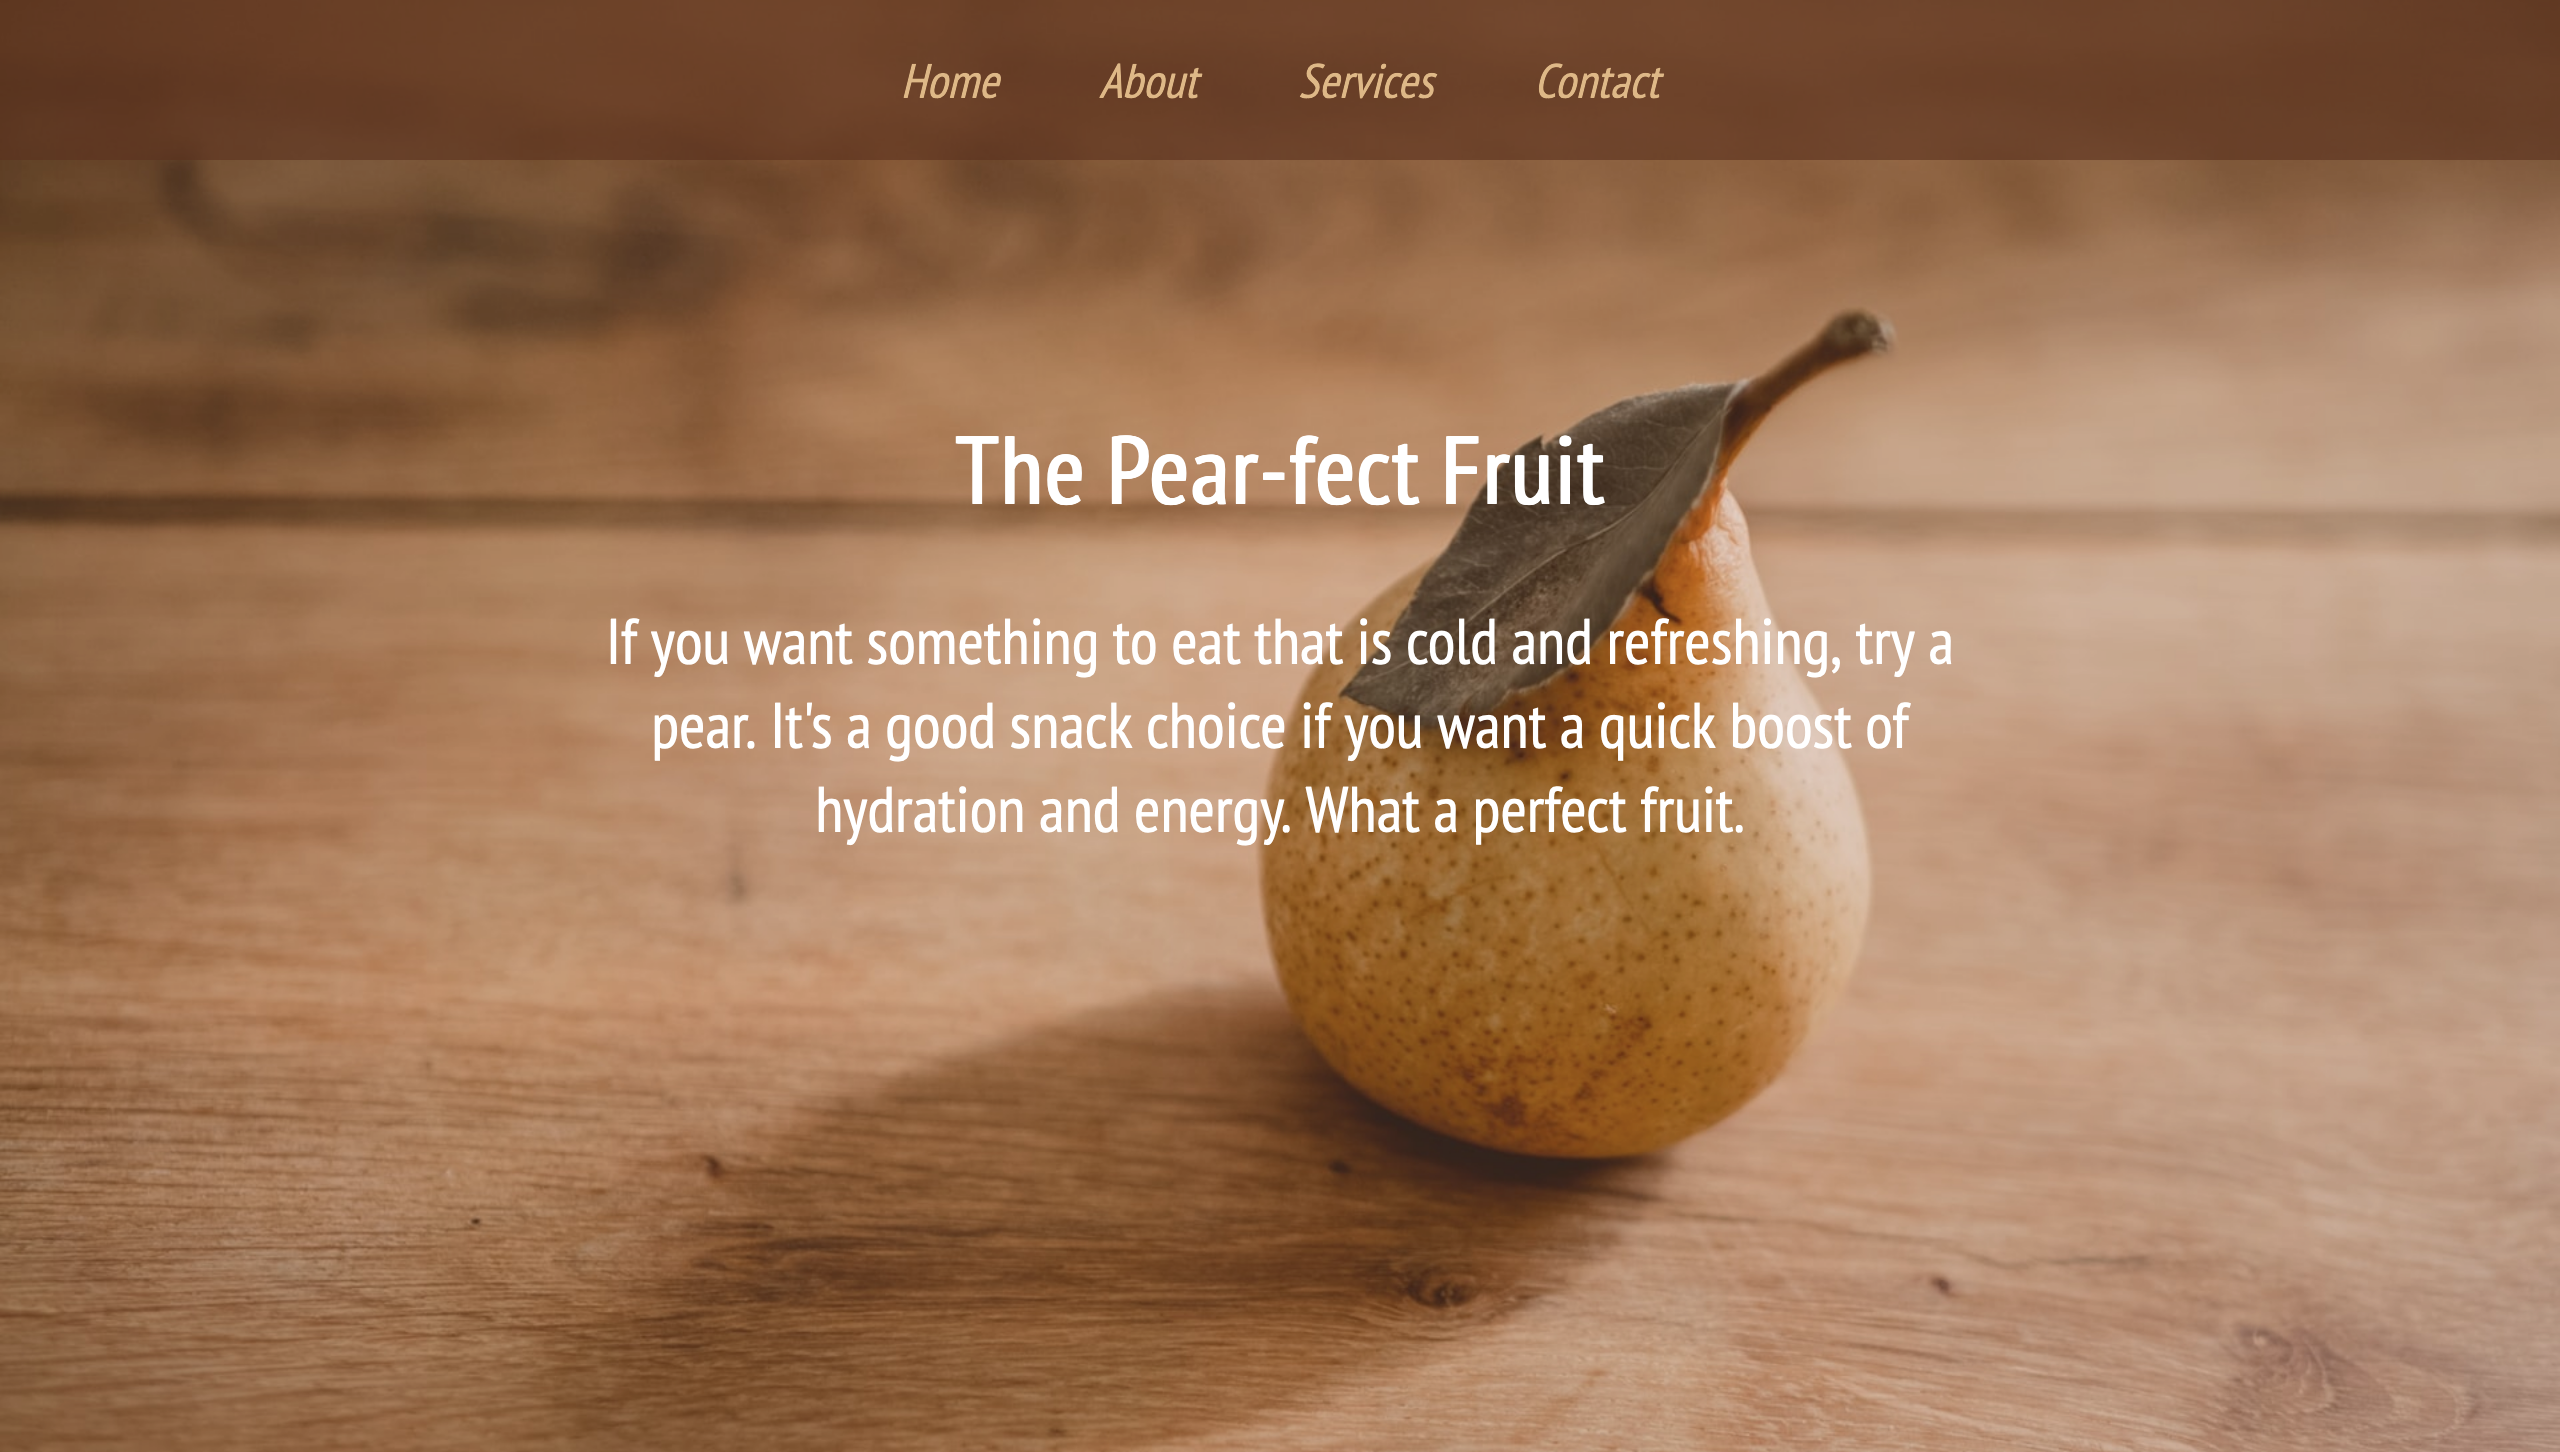 Home About Services Contact
The Pear-fect Fruit
If you want something to eat that is cold and refreshing, try a
pear. It's a good snack choice if you want a quick boost of
hydration and energy. What a perfect fruit.